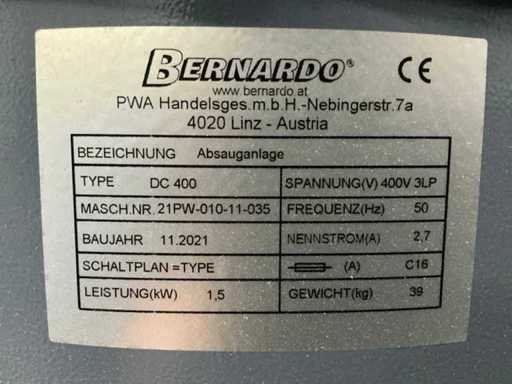 BERNARDO®
CE
www.bernardo.at
PWA Handelsges.m.b.H.-Nebingerstr.7a
4020 Linz - Austria
BEZEICHNUNG Absauganlage
TYPE DC 400 SPANNUNG(V) 400V 3LP
MASCH.NR. 21PW-010-11-035 FREQUENZ(Hz) 50
BAUJAHR 11.2021 NENNSTROM(A) 2,7
SCHALTPLAN =TYPE (A) C16
LEISTUNG(kW) 1,5 GEWICHT(kg) 39